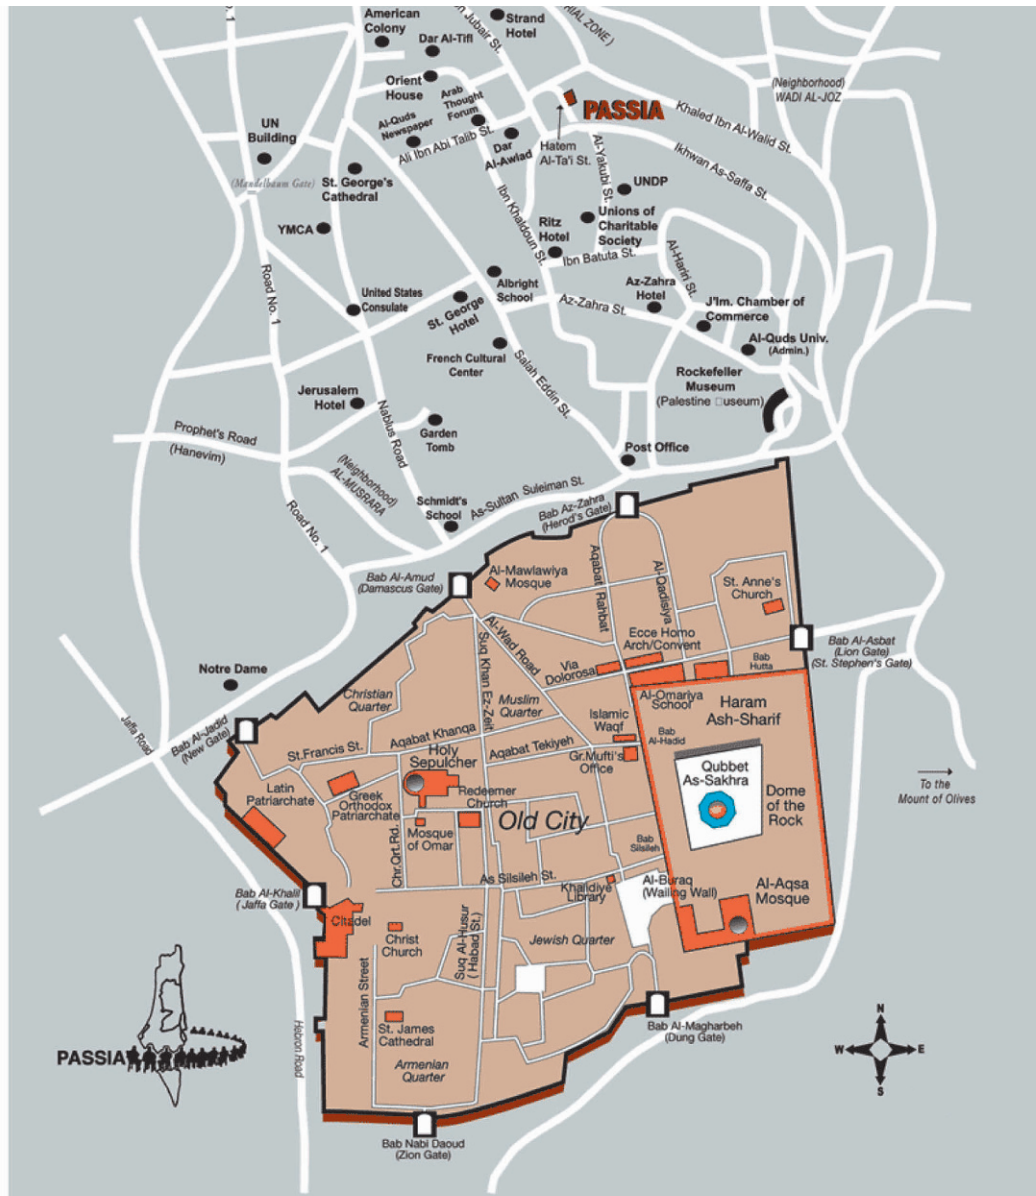 American
Colony
Dar Al-Tifl
Strand
Hotel
Jubair St.
IAL ZONE )
(Neighborhood)
WADI AL-JOZ
Orient
House
Arab
Thought
Forum
PASSIA
Khaled Ibn Al-Walid St.
UN
Building
Al-Quds
Newspaper
Ali Ibn Abi Talib St.
Dar
Al-Awlad
Hatem
Al-Ta'i St.
Al-Yakubi St.
Ikhwan As-Saffa St.
(Mandelbaum Gate)
St. George's
Cathedral
UNDP
YMCA
Ibn Khaldoun St.
Ritz
Hotel
Unions of
Charitable
Society
Ibn Batuta St.
Al-Hariri St.
Road No. 1
United States
Consulate
Albright
School
St. George
Hotel
Az-Zahra
Hotel
Az-Zahra St.
J'lm. Chamber of
Commerce
Al-Quds Univ.
(Admin.)
French Cultural
Center
Salah Eddin St.
Rockefeller
Museum
(Palestine useum)
Jerusalem
Hotel
Nablus Road
Garden
Tomb
Prophet's Road
(Hanevim)
(Neighborhood)
AL-MUSRARA
Post Office
Schmidt's
School
As-Sultan Suleiman St.
Road No. 1
Bab Az-Zahra
(Herod's Gate)
Bab Al-Amud
(Damascus Gate)
Al-Mawlawiya
Mosque
Aqabat Rahbat
Al-Qadisiya
St. Anne's
Church
Al-Wad Road
Suq Khan Ez-Zeit
Ecce Homo
Arch/Convent
Via
Dolorosa
Bab
Hutta
Bab Al-Asbat
(Lion Gate)
(St. Stephen's Gate)
Notre Dame
Jaffa Road
Bab Al-Jadid
(New Gate)
Christian
Quarter
Muslim
Quarter
Al-Omariya
School
Haram
Ash-Sharif
Islamic
Waqf
Bab
Al-Hadid
St.Francis St.
Aqabat Khanqa
Aqabat Tekiyeh
Gr.Mufti's
Office
Holy
Sepulcher
Qubbet
As-Sakhra
Latin
Patriarchate
Greek
Orthodox
Patriarchate
Redeemer
Church
Mosque
of Omar
Old City
Dome
of the
Rock
To the
Mount of Olives
Chr.Qrt.Rd.
Bab
Silsileh
As Silsileh St.
Khalidiye
Library
Al-Buraq
(Wailing Wall)
Al-Aqsa
Mosque
Bab Al-Khalil
( Jaffa Gate )
Citadel
Christ
Church
Suq Al-Husur
( Habad St.)
Jewish Quarter
Armenian Street
St. James
Cathedral
Armenian
Quarter
Hebron Road
Bab Al-Magharbeh
(Dung Gate)
Bab Nabi Daoud
(Zion Gate)
PASSIA
N
W
E
S